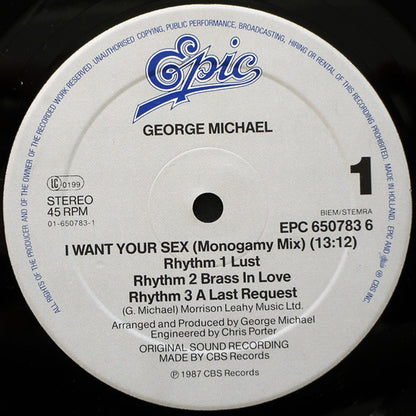 ALL RIGHTS OF THE PRODUCER AND OF THE OWNER OF THE RECORDED WORK RESERVED UNAUTHORISED COPYING, PUBLIC PERFORMANCE, BROADCASTING, HIRING OR RENTAL OF THIS RECORD PROHIBITED. MADE IN HOLLAND. EPC AND Epic ® CBS INC.
Epic
GEORGE MICHAEL
LC 0199
STEREO
45 RPM
01-650783-1
1
BIEM/STEMRA
EPC 650783 6
I WANT YOUR SEX (Monogamy Mix) (13:12)
Rhythm 1 Lust
Rhythm 2 Brass In Love
Rhythm 3 A Last Request
(G. Michael) Morrison Leahy Music Ltd.
Arranged and Produced by George Michael
Engineered by Chris Porter
ORIGINAL SOUND RECORDING
MADE BY CBS Records
℗ 1987 CBS Records